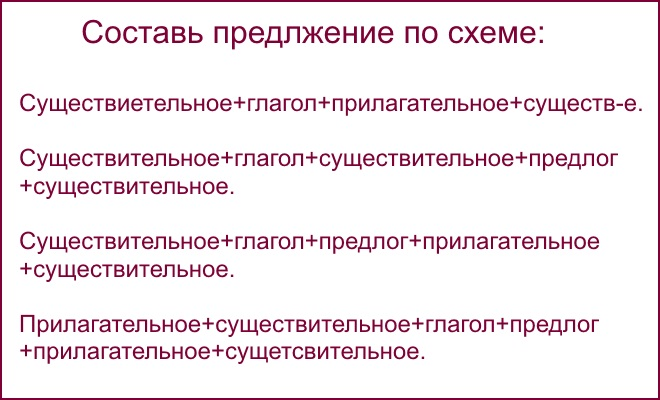 Составь предлжение по схеме:
Существиетельное+глагол+прилагательное+существ-е.
Существительное+глагол+существительное+предлог
+существительное.
Существительное+глагол+предлог+прилагательное
+существительное.
Прилагательное+существительное+глагол+предлог
+прилагательное+сущетсвительное.